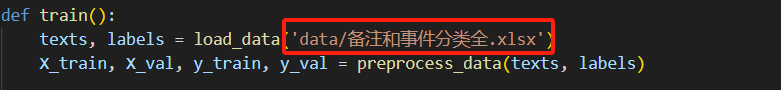 def train():
texts, labels = load_data('data/备注和事件分类全.xlsx')
X_train, X_val, y_train, y_val = preprocess_data(texts, labels)